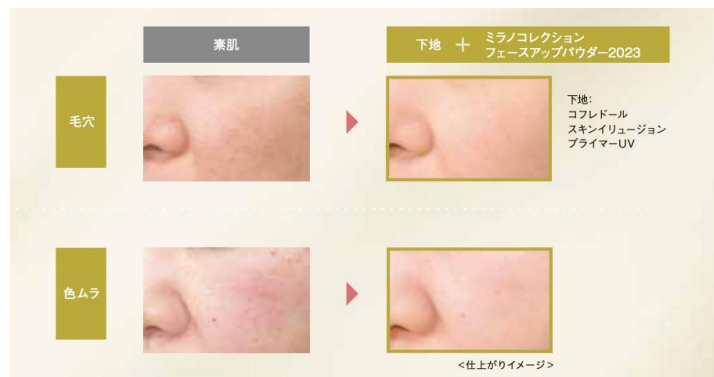 素肌
下地 ＋ ミラノコレクション
フェースアップパウダー2023
毛穴
下地：
コフレドール
スキンイリュージョン
プライマーUV
色ムラ
＜仕上がりイメージ＞